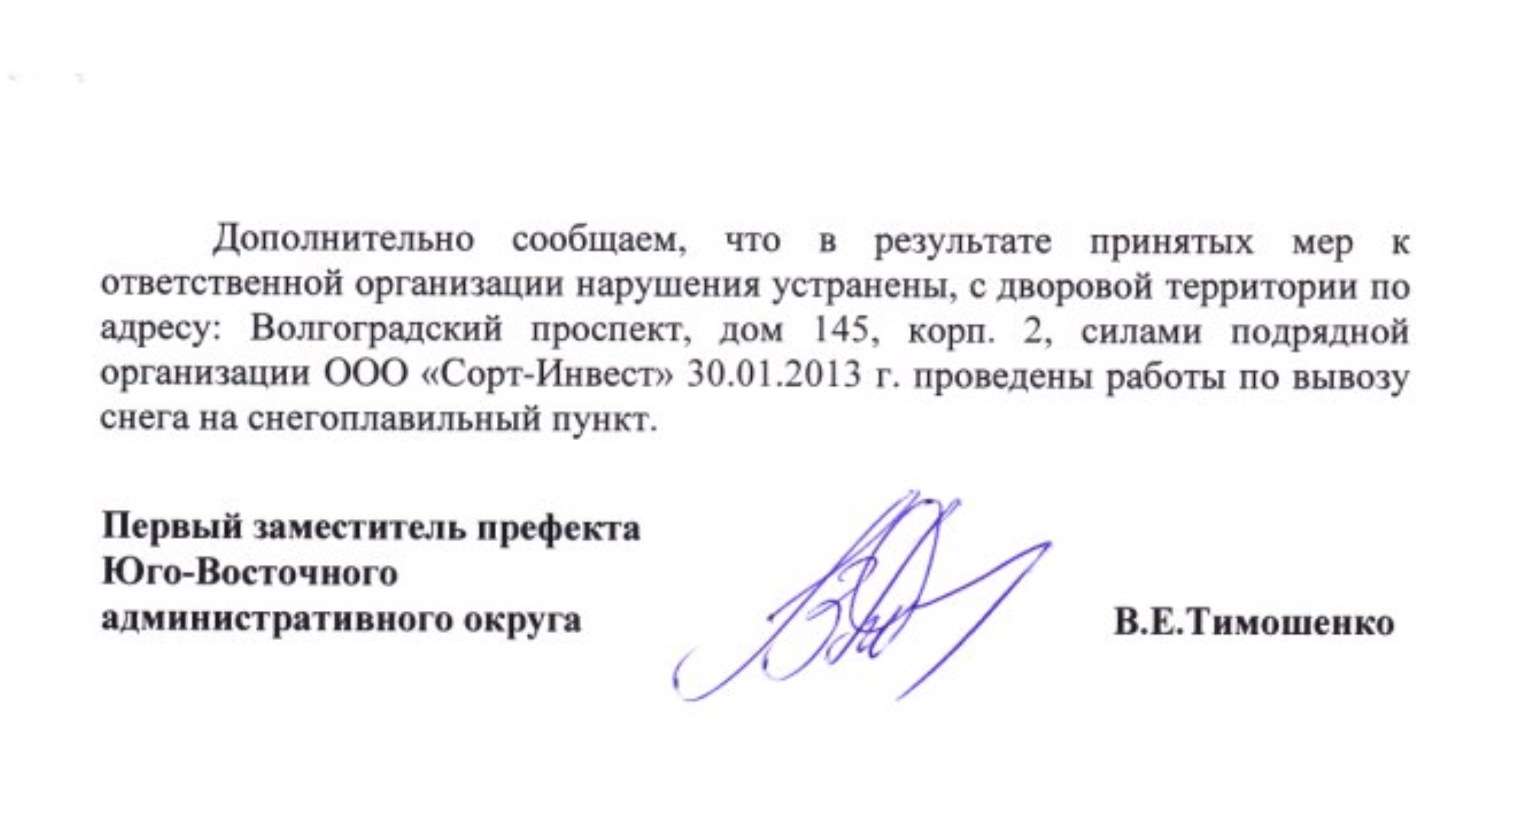 Дополнительно сообщаем, что в результате принятых мер к
ответственной организации нарушения устранены, с дворовой территории по
адресу: Волгоградский проспект, дом 145, корп. 2, силами подрядной
организации ООО «Сорт-Инвест» 30.01.2013 г. проведены работы по вывозу
снега на снегоплавильный пункт.
Первый заместитель префекта
Юго-Восточного
административного округа
В.Е.Тимошенко